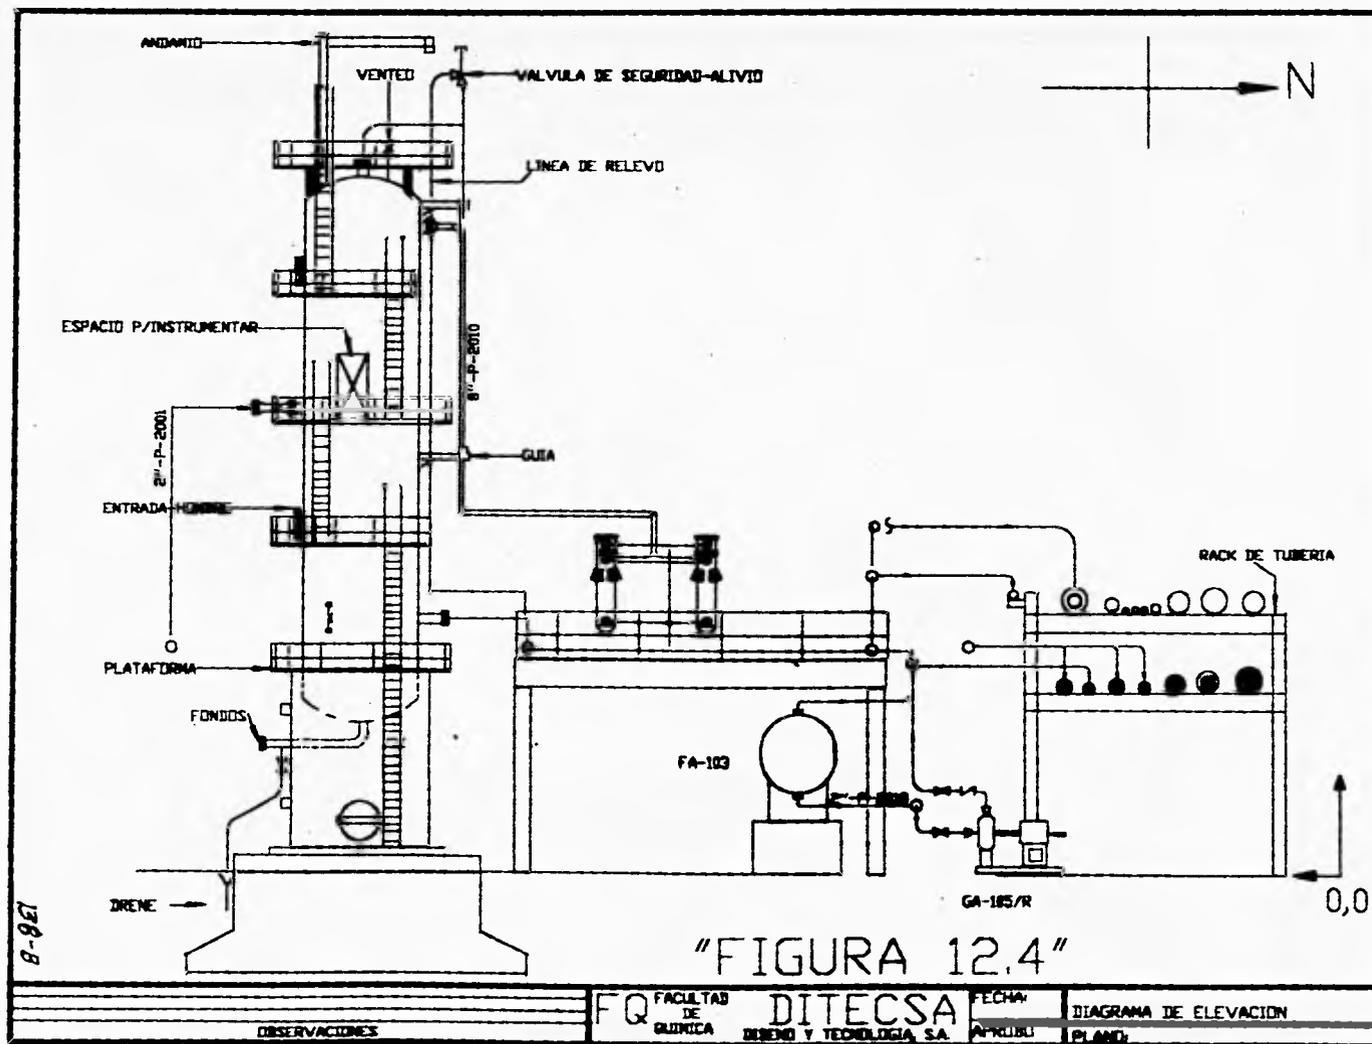 ANDAMIO
VENTEO
VALVULA DE SEGURIDAD-ALIVIO
N
LINEA DE RELEVO
ESPACIO P/INSTRUMENTAR
8''-P-2010
2''-P-2001
GUIA
ENTRADA HOMBRE
RACK DE TUBERIA
PLATAFORMA
FONDOS
FA-103
DRENE
GA-105/R
0,0
138-B
"FIGURA 12.4"
OBSERVACIONES
FQ FACULTAD DE QUIMICA
DITECSA
DISENO Y TECNOLOGIA, S.A.
FECHA:
APROBO
DIAGRAMA DE ELEVACION
PLANO: